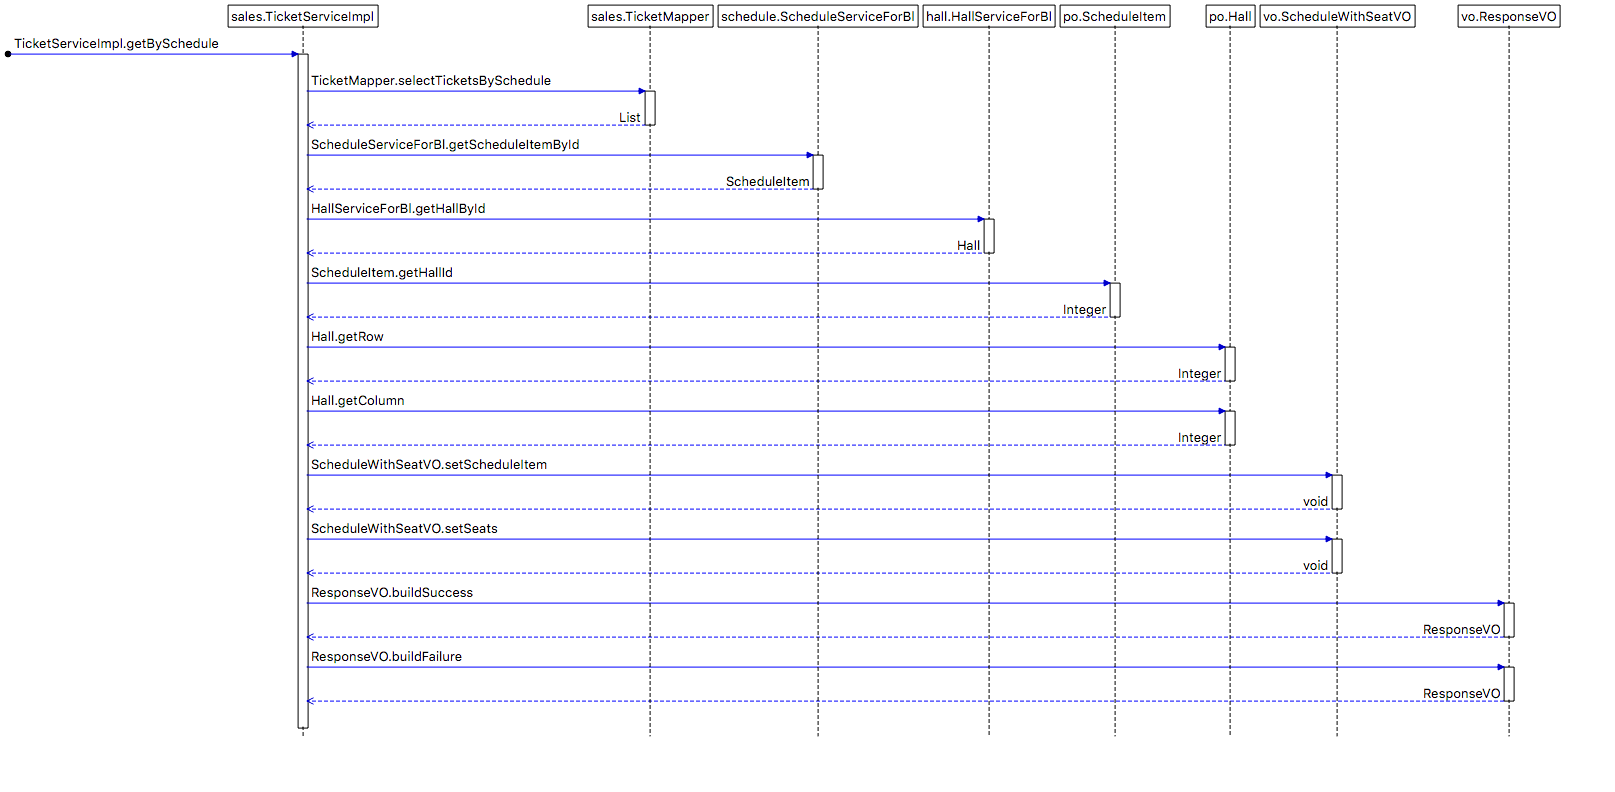 sales.TicketServiceImpl
sales.TicketMapper
schedule.ScheduleServiceForBl
hall.HallServiceForBl
po.ScheduleItem
po.Hall
vo.ScheduleWithSeatVO
vo.ResponseVO
TicketServiceImpl.getBySchedule
TicketMapper.selectTicketsBySchedule
List
ScheduleServiceForBl.getScheduleItemById
ScheduleItem
HallServiceForBl.getHallById
Hall
ScheduleItem.getHallId
Integer
Hall.getRow
Integer
Hall.getColumn
Integer
ScheduleWithSeatVO.setScheduleItem
void
ScheduleWithSeatVO.setSeats
void
ResponseVO.buildSuccess
ResponseVO
ResponseVO.buildFailure
ResponseVO